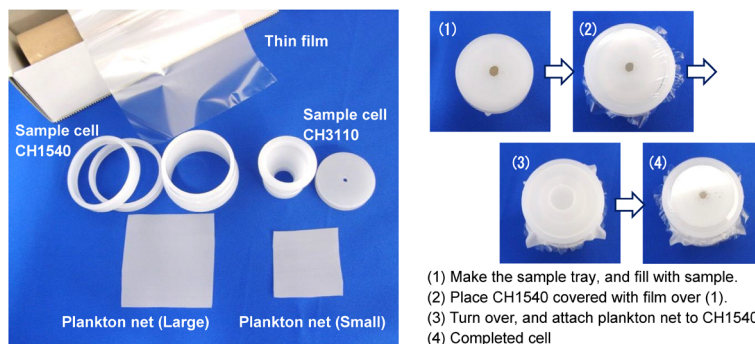 Thin film
Sample cell
CH1540
Sample cell
CH3110
Plankton net (Large)
Plankton net (Small)
(1)
(2)
(3)
(4)
(1) Make the sample tray, and fill with sample.
(2) Place CH1540 covered with film over (1).
(3) Turn over, and attach plankton net to CH1540
(4) Completed cell